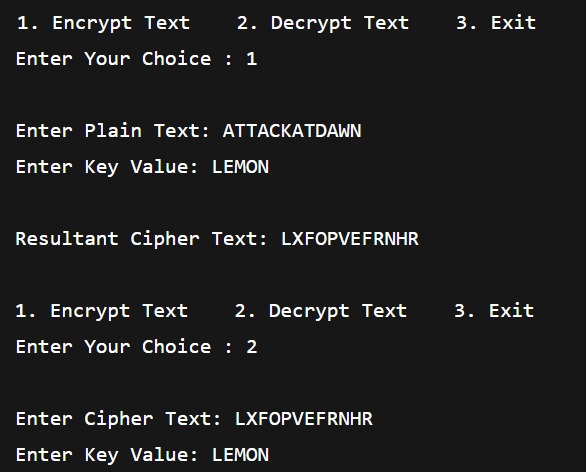 1. Encrypt Text    2. Decrypt Text    3. Exit
Enter Your Choice : 1
Enter Plain Text: ATTACKATDAWN
Enter Key Value: LEMON
Resultant Cipher Text: LXFOPVEFRNHR
1. Encrypt Text    2. Decrypt Text    3. Exit
Enter Your Choice : 2
Enter Cipher Text: LXFOPVEFRNHR
Enter Key Value: LEMON